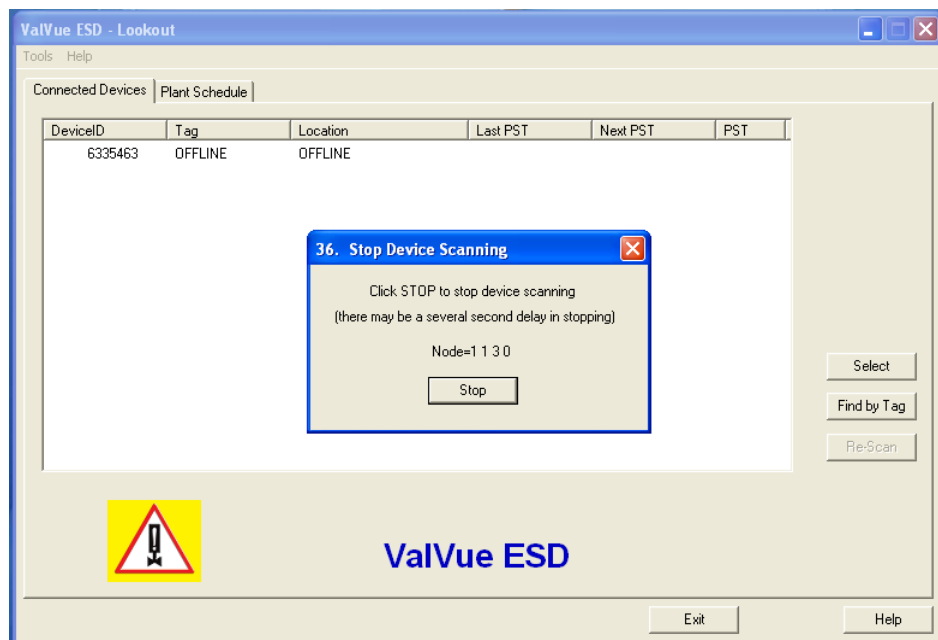 ValVue ESD - Lookout
Tools Help
Connected Devices Plant Schedule
DeviceID Tag Location Last PST Next PST PST
6335463 OFFLINE OFFLINE
36. Stop Device Scanning
Click STOP to stop device scanning
(there may be a several second delay in stopping)
Node=1 1 3 0
Stop
Select
Find by Tag
Re-Scan
ValVue ESD
Exit Help